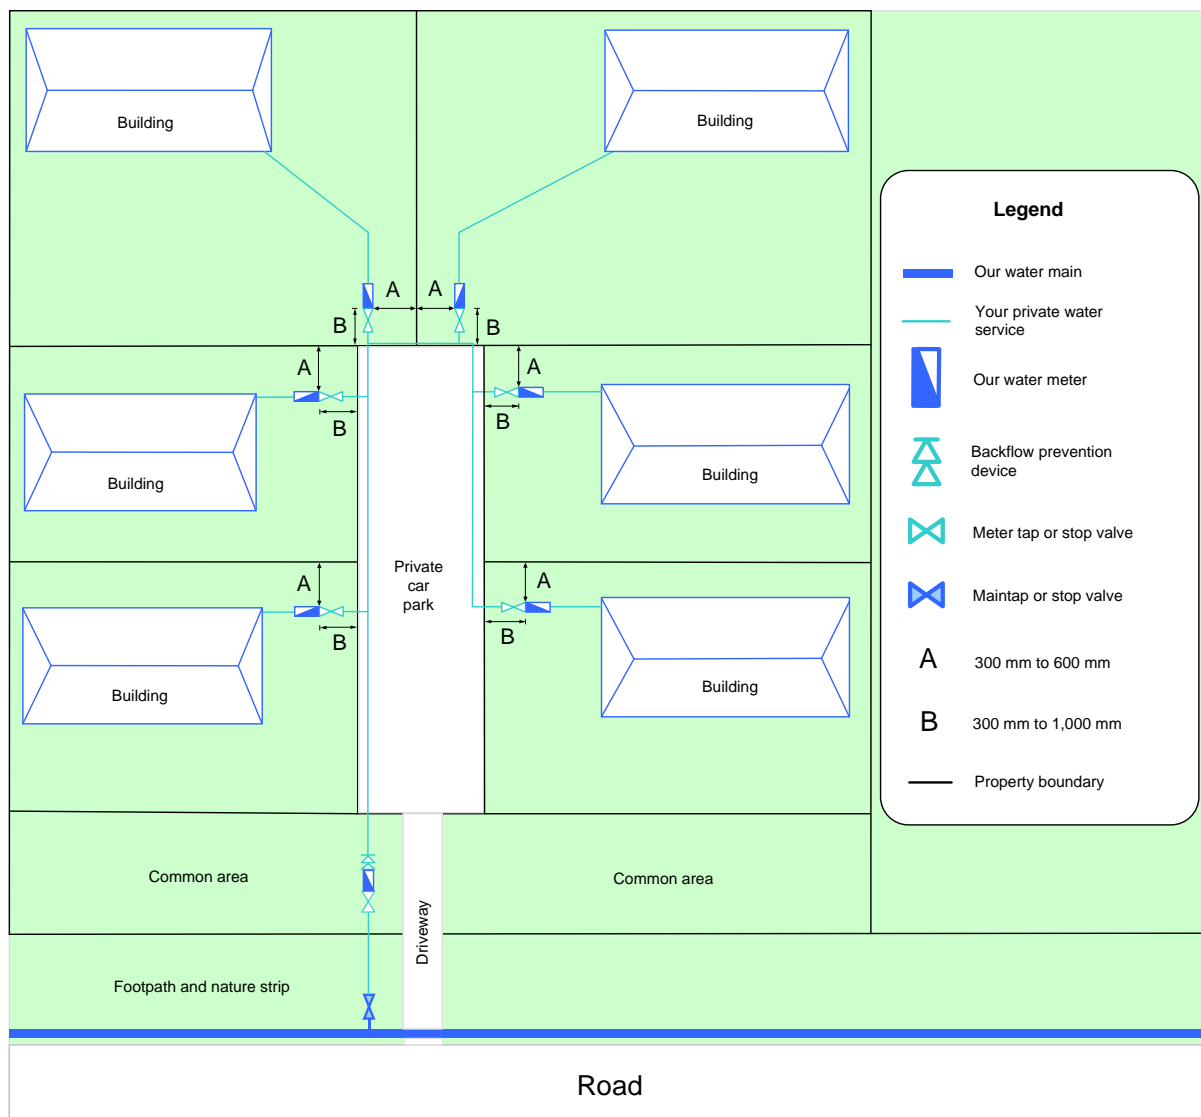 Building
Building
A
A
B
B
A
A
B
B
Building
Building
A
A
B
B
Private
car
park
Building
Building
Common area
Common area
Driveway
Footpath and nature strip
Road
Legend
Our water main
Your private water
service
Our water meter
Backflow prevention
device
Meter tap or stop valve
Maintap or stop valve
A 300 mm to 600 mm
B 300 mm to 1,000 mm
Property boundary